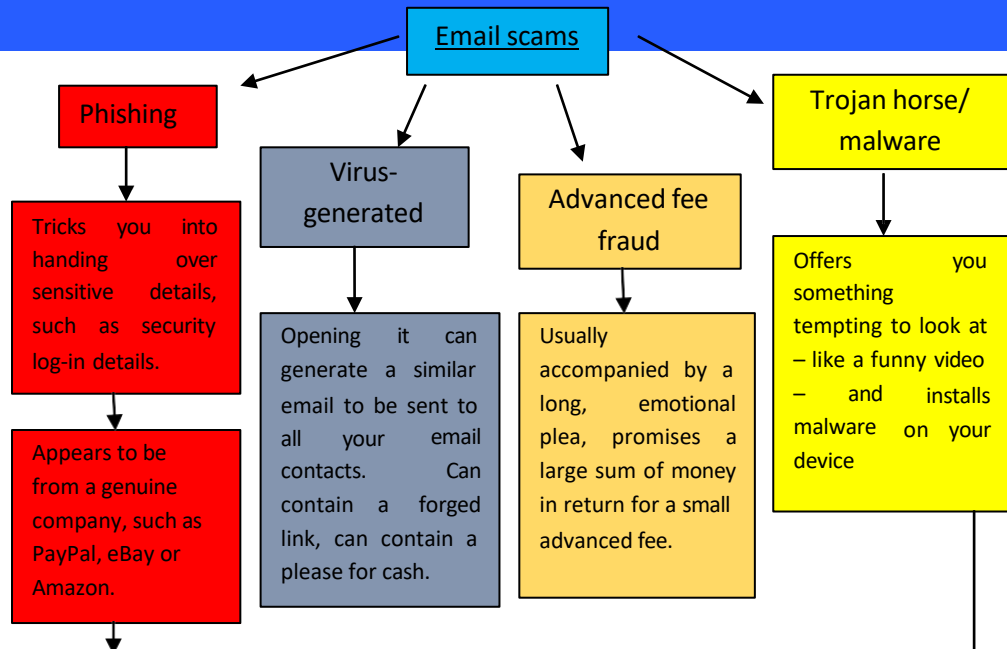 Email scams
Phishing
Tricks you into
handing over
sensitive details,
such as security
log-in details.
Appears to be
from a genuine
company, such as
PayPal, eBay or
Amazon.
Virus-
generated
Opening it can
generate a similar
email to be sent to
all your email
contacts. Can
contain a forged
link, can contain a
please for cash.
Advanced fee
fraud
Usually
accompanied by a
long, emotional
plea, promises a
large sum of money
in return for a small
advanced fee.
Trojan horse/
malware
Offers you
something
tempting to look at
– like a funny video
– and installs
malware on your
device